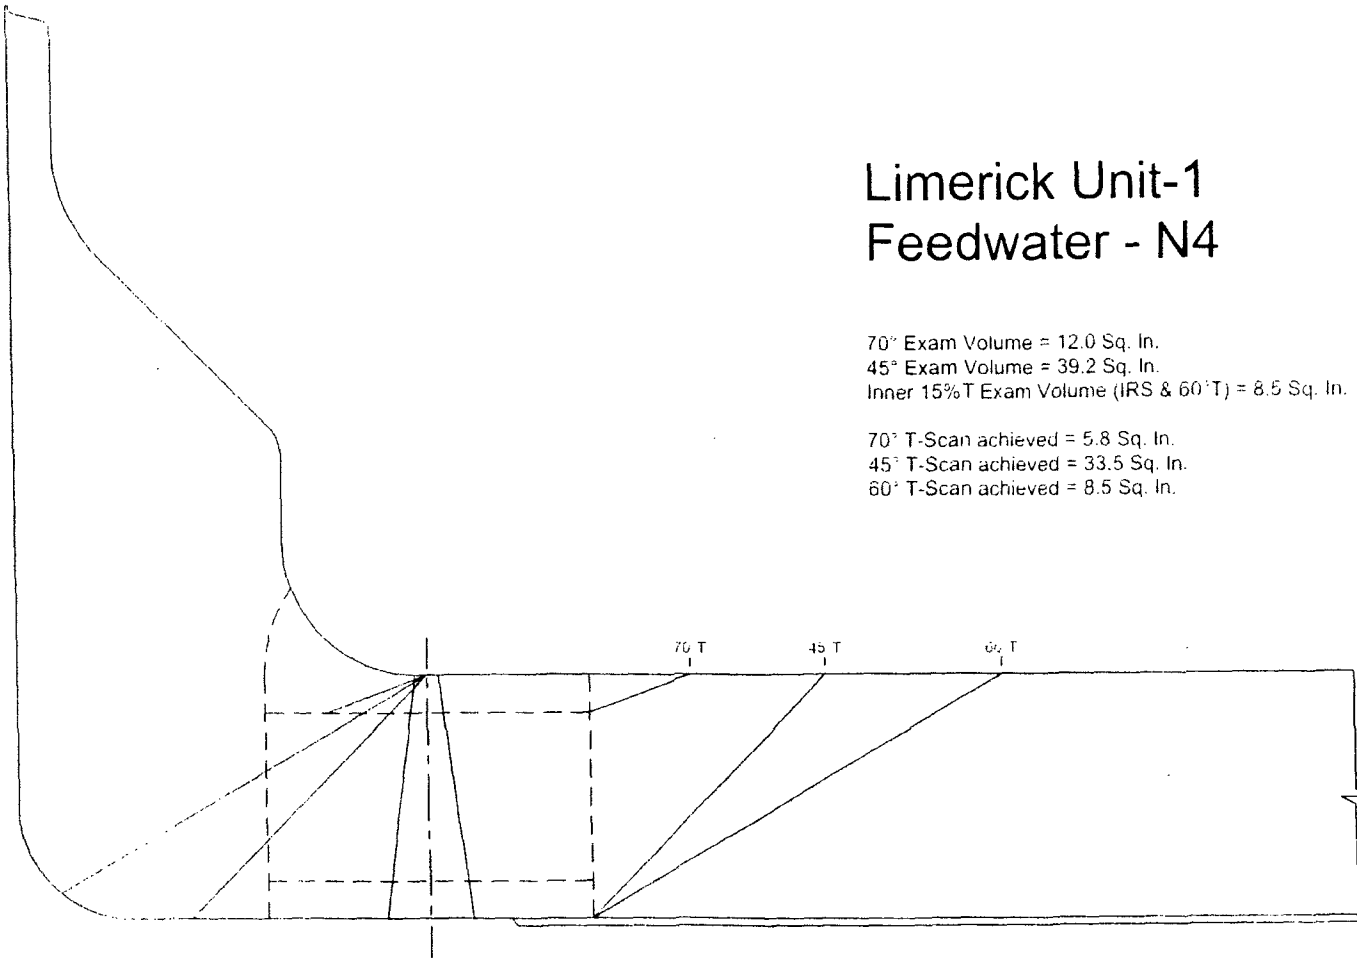 Limerick Unit-1
Feedwater - N4
70° Exam Volume = 12.0 Sq. In.
45° Exam Volume = 39.2 Sq. In.
Inner 15%T Exam Volume (IRS & 60°T) = 8.5 Sq. In.
70° T-Scan achieved = 5.8 Sq. In.
45° T-Scan achieved = 33.5 Sq. In.
60° T-Scan achieved = 8.5 Sq. In.
70 T 45 T 60 T